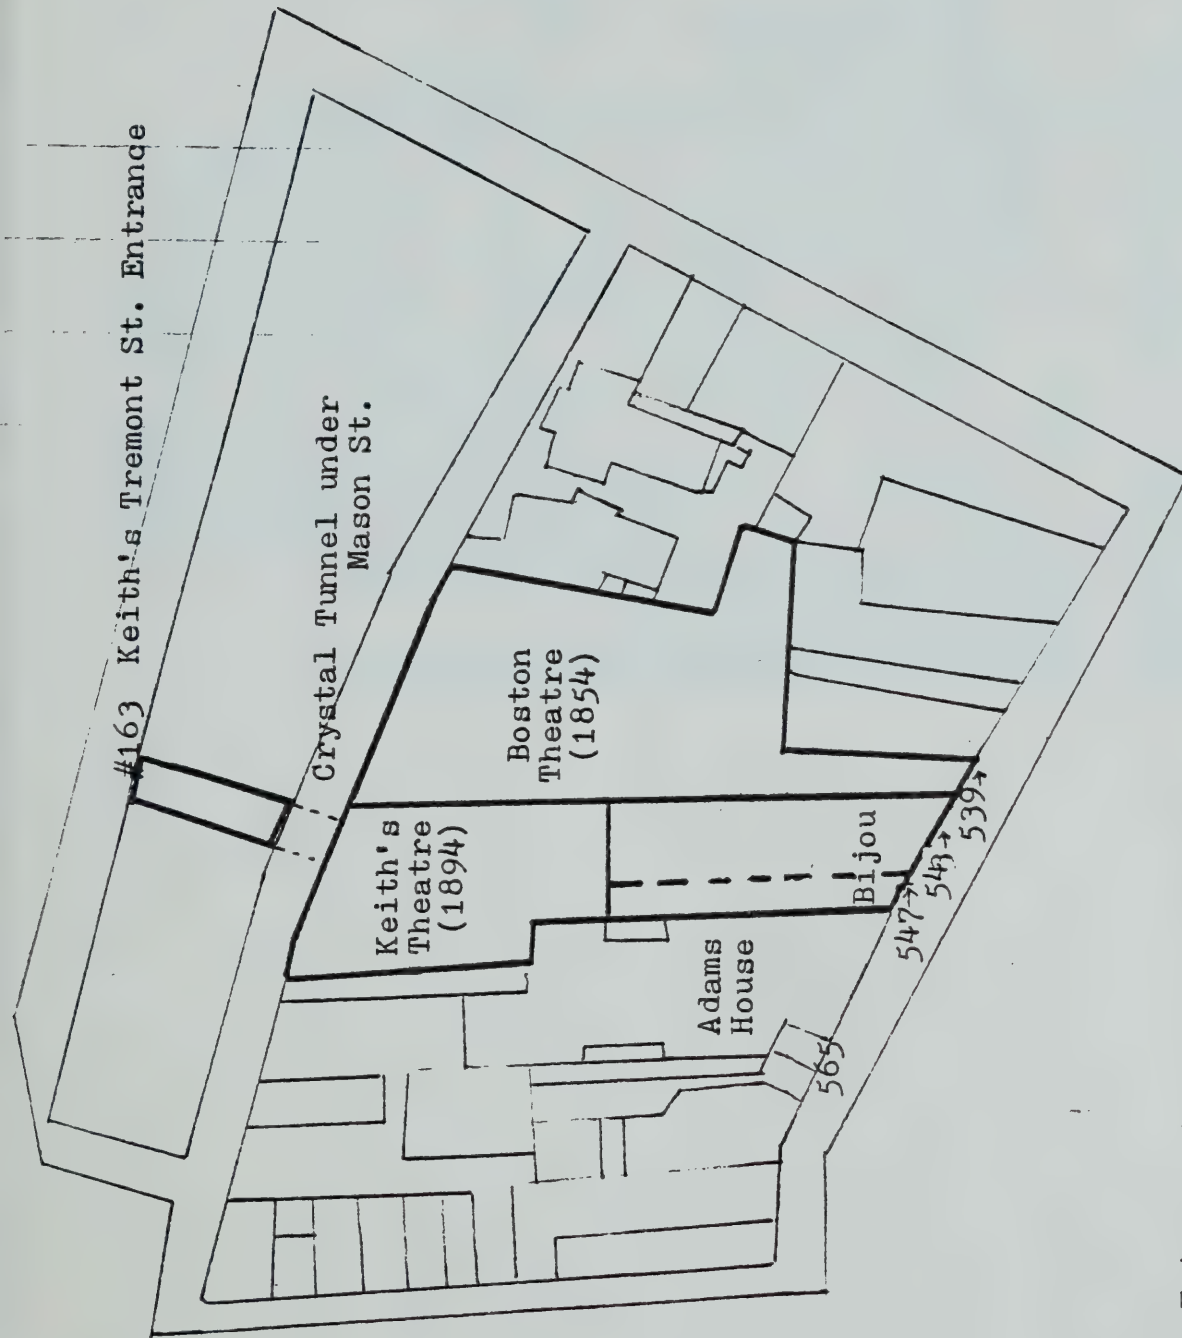 #163 Keith's Tremont St. Entrance
Crystal Tunnel under
Mason St.
Keith's
Theatre
(1894)
Boston
Theatre
(1854)
Bijou
Adams
House
565
547→
543→
539→